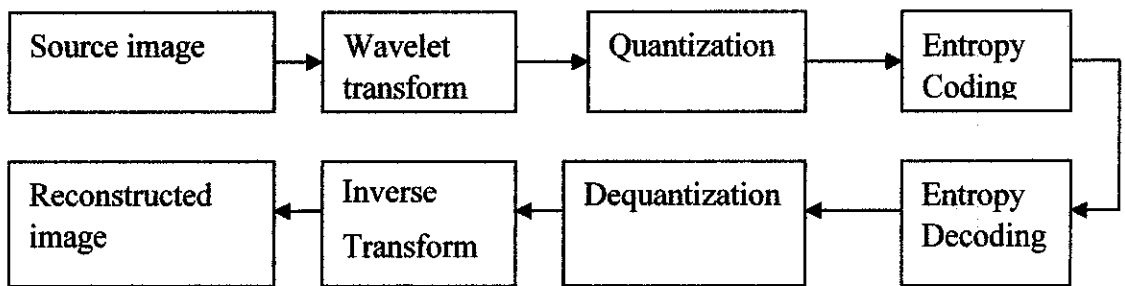 Source image
Wavelet
transform
Quantization
Entropy
Coding
Reconstructed
image
Inverse
Transform
Dequantization
Entropy
Decoding